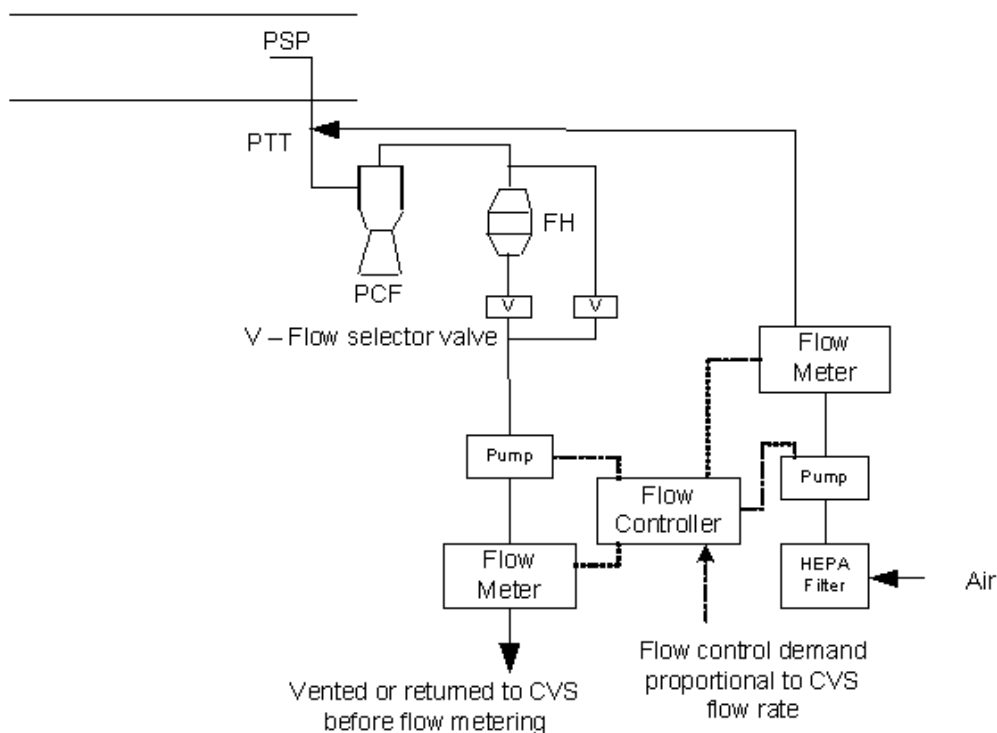 PSP
PTT
FH
PCF
V
V
V – Flow selector valve
Flow
Meter
Pump
Flow
Controller
Pump
Flow
Meter
HEPA
Filter
Air
Flow control demand
proportional to CVS
flow rate
Vented or returned to CVS
before flow metering